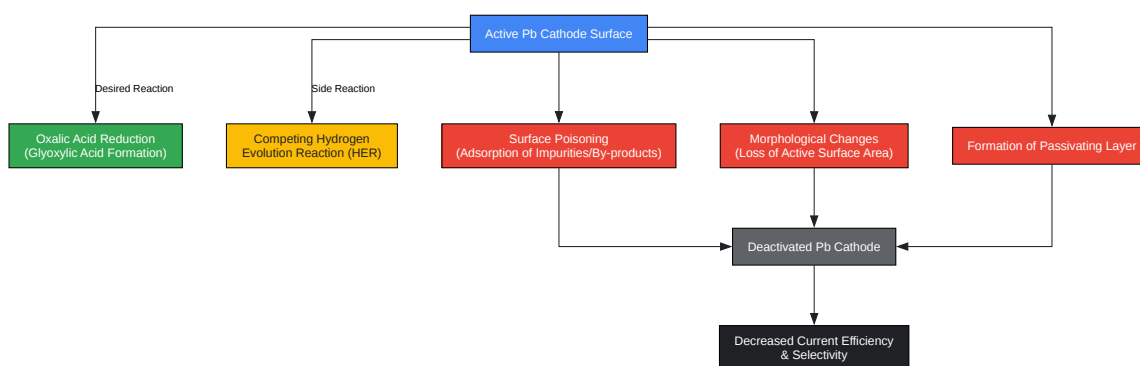 Active Pb Cathode Surface
Desired Reaction
Side Reaction
Oxalic Acid Reduction
(Glyoxylic Acid Formation)
Competing Hydrogen
Evolution Reaction (HER)
Surface Poisoning
(Adsorption of Impurities/By-products)
Morphological Changes
(Loss of Active Surface Area)
Formation of Passivating Layer
Deactivated Pb Cathode
Decreased Current Efficiency
& Selectivity